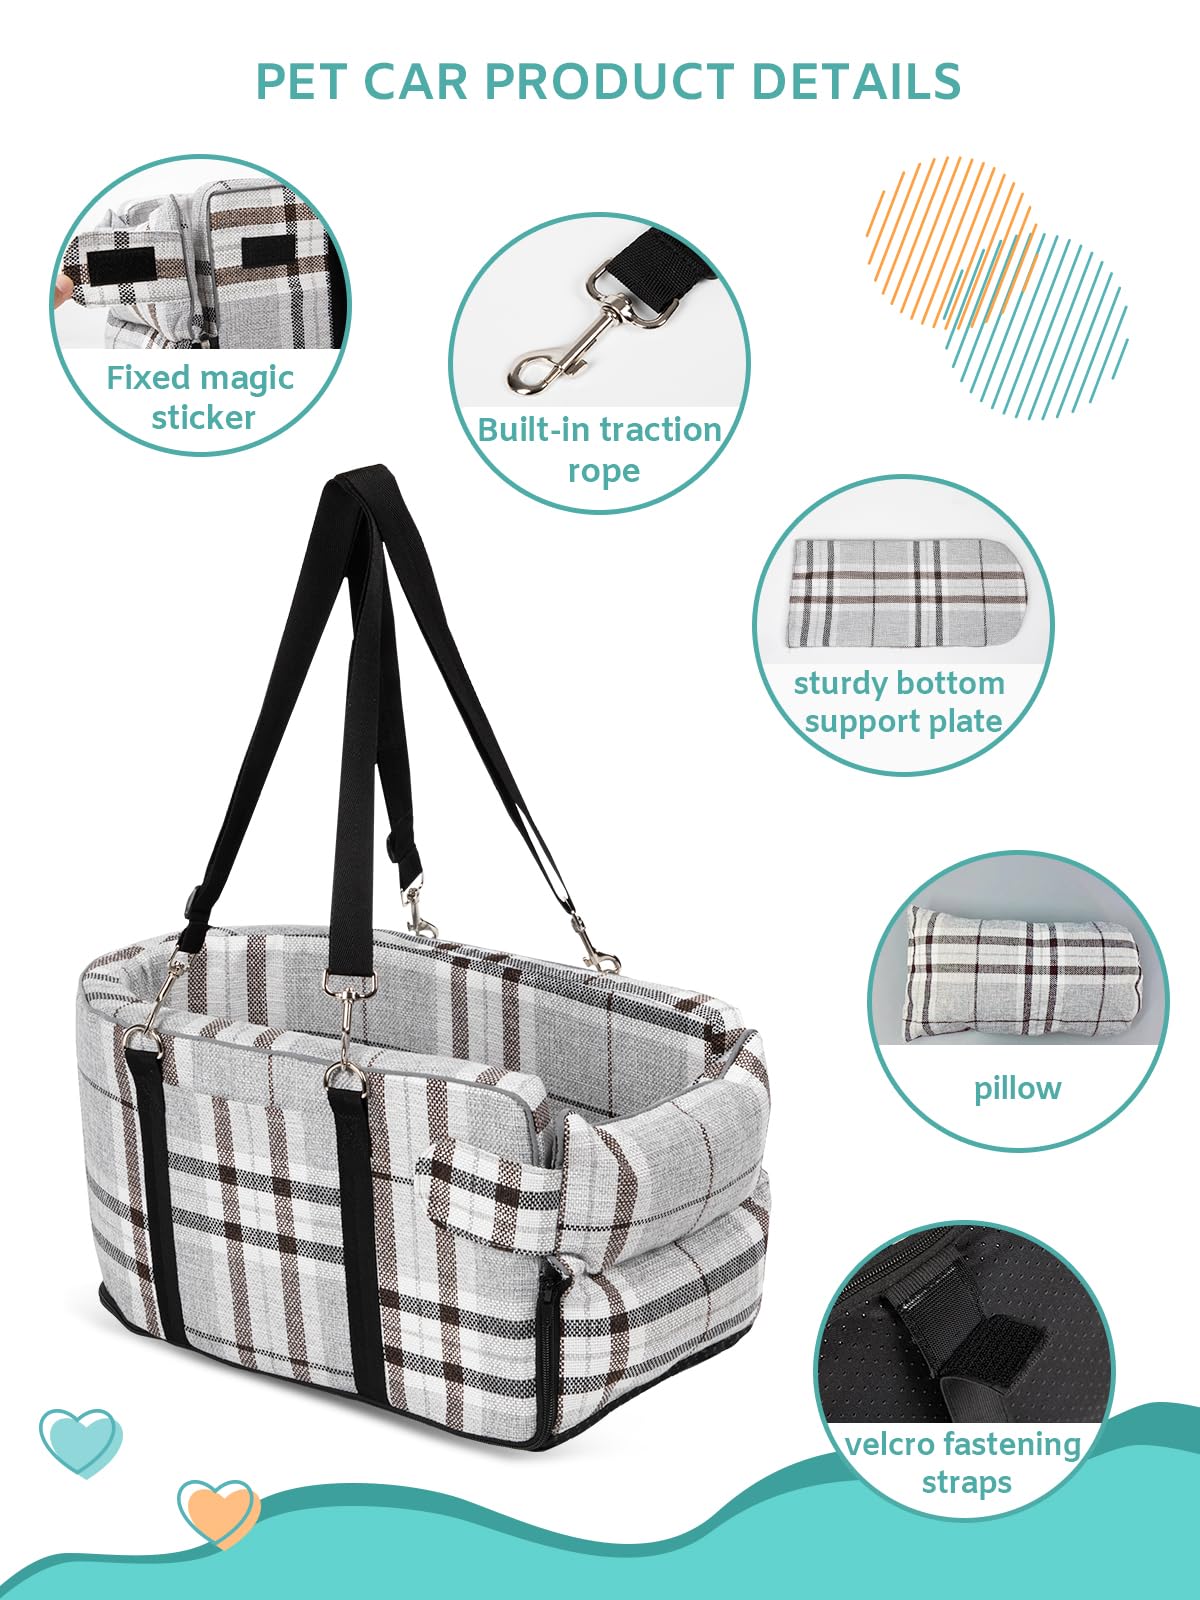 PET CAR PRODUCT DETAILS
Fixed magic
sticker
Built-in traction
rope
sturdy bottom
support plate
pillow
velcro fastening
straps